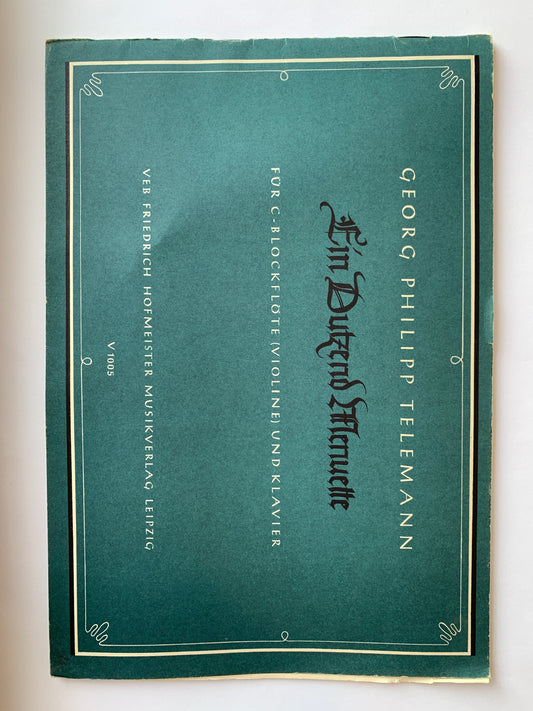 GEORG PHILIPP TELEMANN
Ein Dutzend Menuette
FÜR C-BLOCKFLÖTE (VIOLINE) UND KLAVIER
VEB FRIEDRICH HOFMEISTER MUSIKVERLAG LEIPZIG
V 1005